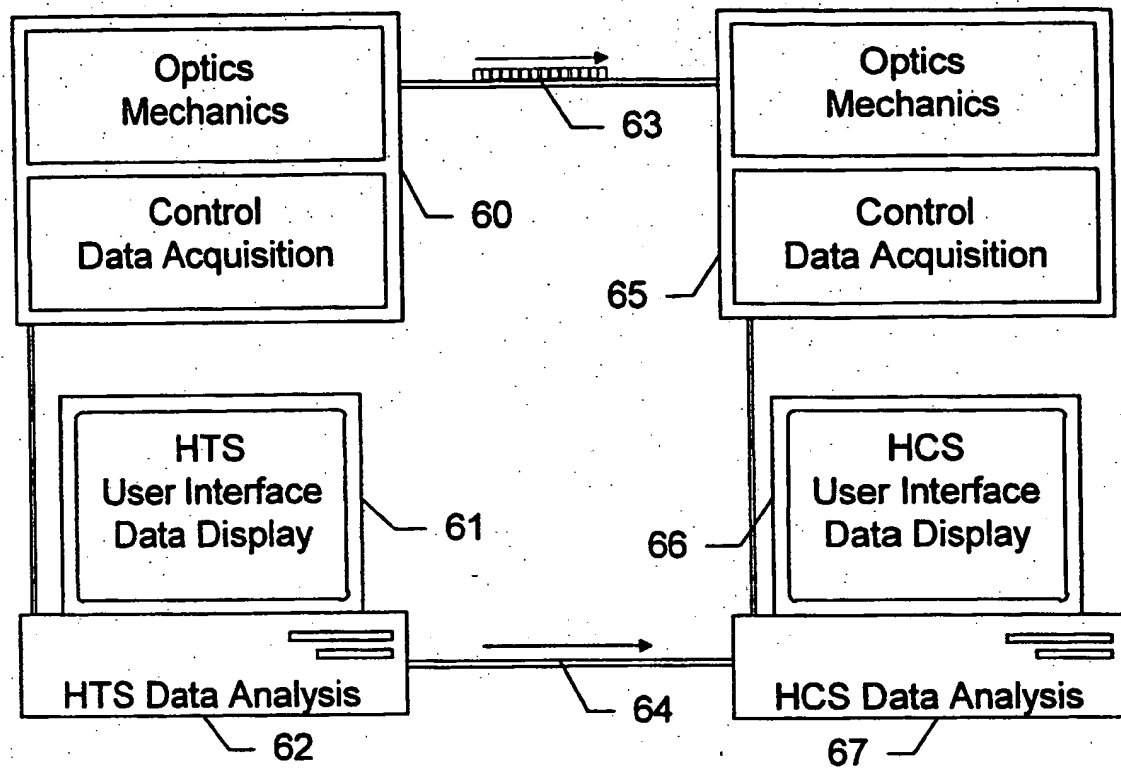 Optics
Mechanics
Control
Data Acquisition
60
63
Optics
Mechanics
Control
Data Acquisition
65
HTS
User Interface
Data Display
61
HTS Data Analysis
62
64
HCS
User Interface
Data Display
66
HCS Data Analysis
67